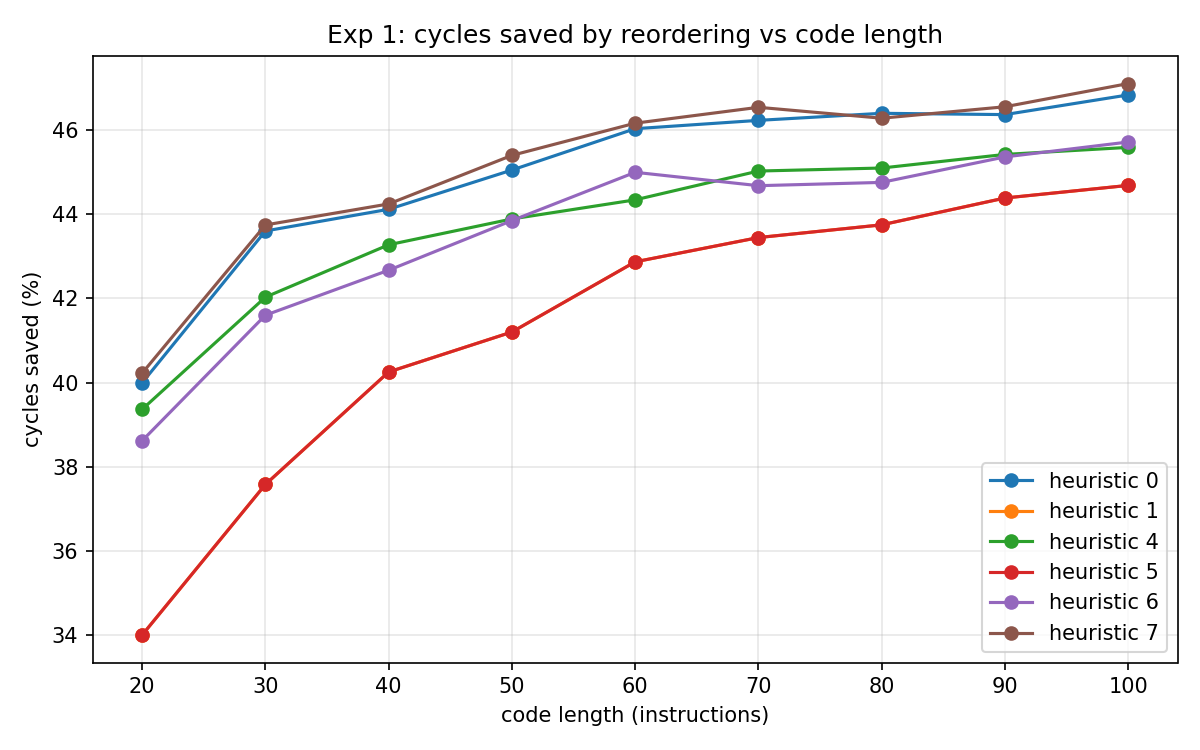 Exp 1: cycles saved by reordering vs code length
cycles saved (%)
46
44
42
40
38
36
34
heuristic 0
heuristic 1
heuristic 4
heuristic 5
heuristic 6
heuristic 7
20 30 40 50 60 70 80 90 100
code length (instructions)